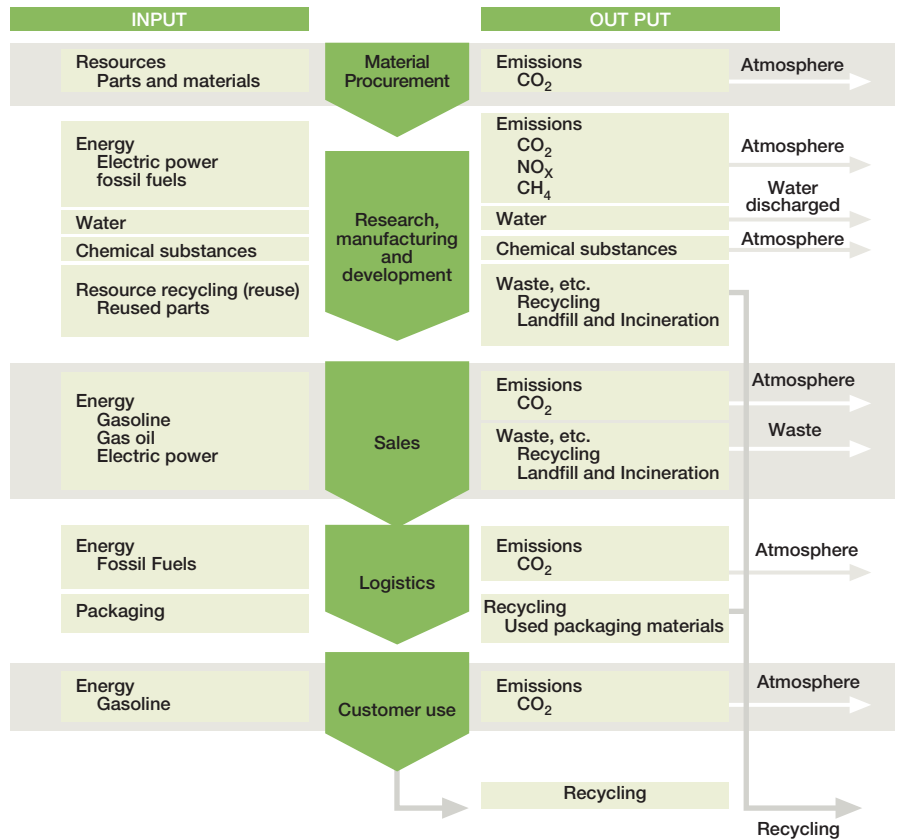 INPUT
OUT PUT
Resources
Parts and materials
Material
Procurement
Emissions
CO2
Atmosphere
Energy
Electric power
fossil fuels
Water
Chemical substances
Resource recycling (reuse)
Reused parts
Research,
manufacturing
and
development
Emissions
CO2
NOX
CH4
Atmosphere
Water
Water
discharged
Chemical substances
Atmosphere
Waste, etc.
Recycling
Landfill and Incineration
Energy
Gasoline
Gas oil
Electric power
Sales
Emissions
CO2
Atmosphere
Waste, etc.
Recycling
Landfill and Incineration
Waste
Energy
Fossil Fuels
Packaging
Logistics
Emissions
CO2
Atmosphere
Recycling
Used packaging materials
Energy
Gasoline
Customer use
Emissions
CO2
Atmosphere
Recycling
Recycling